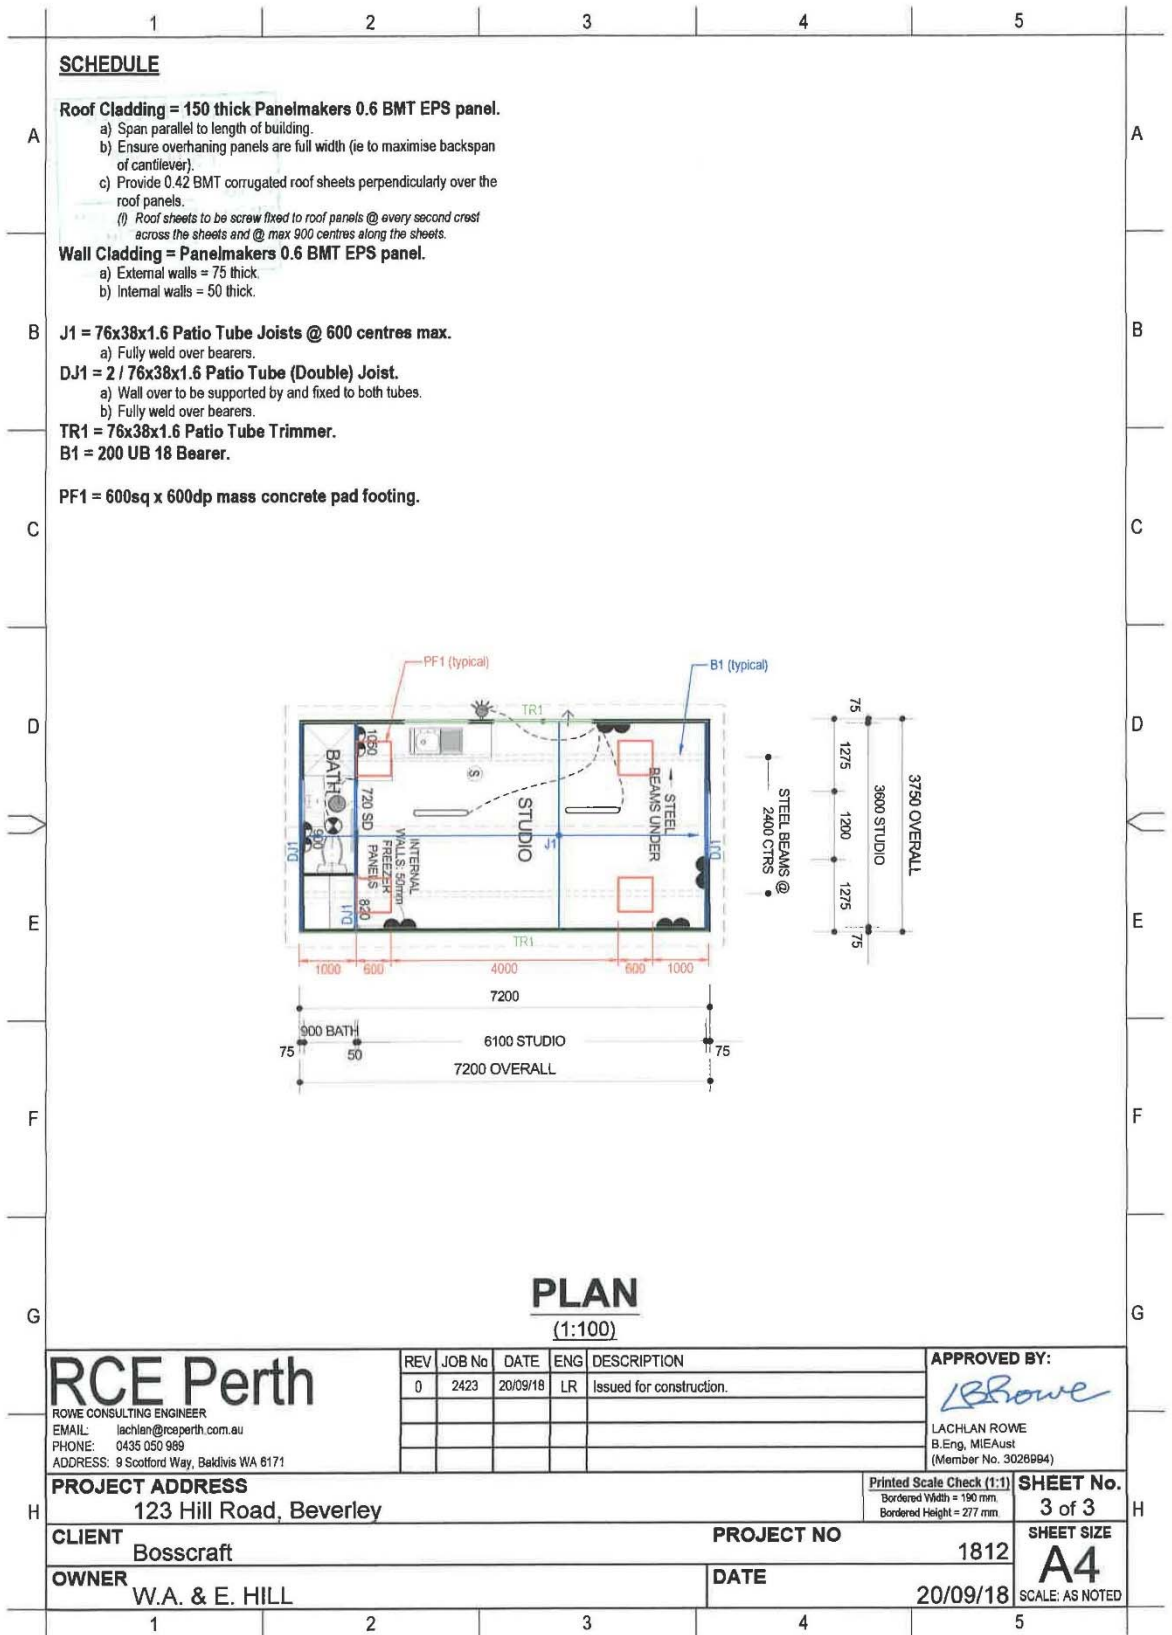 1 2 3 4 5
SCHEDULE
Roof Cladding = 150 thick Panelmakers 0.6 BMT EPS panel.
a) Span parallel to length of building.
b) Ensure overhaning panels are full width (ie to maximise backspan
of cantilever).
c) Provide 0.42 BMT corrugated roof sheets perpendicularly over the
roof panels.
(i) Roof sheets to be screw fixed to roof panels @ every second crest
across the sheets and @ max 900 centres along the sheets.
Wall Cladding = Panelmakers 0.6 BMT EPS panel.
a) External walls = 75 thick.
b) Internal walls = 50 thick.
J1 = 76x38x1.6 Patio Tube Joists @ 600 centres max.
a) Fully weld over bearers.
DJ1 = 2 / 76x38x1.6 Patio Tube (Double) Joist.
a) Wall over to be supported by and fixed to both tubes.
b) Fully weld over bearers.
TR1 = 76x38x1.6 Patio Tube Trimmer.
B1 = 200 UB 18 Bearer.
PF1 = 600sq x 600dp mass concrete pad footing.
A A
B B
C C
D D
E E
F F
G G
H H
PF1 (typical)
B1 (typical)
TR1
1050
BATH
720 SD
900
DJ1
DJ1
820
INTERNAL
WALLS: 50mm
FREEZER
PANELS
S
STUDIO
J1
STEEL
BEAMS UNDER
DJ1
TR1
STEEL BEAMS @
2400 CTRS
75
1275
1200
1275
75
3600 STUDIO
3750 OVERALL
1000 600 4000 600 1000
7200
900 BATH
75 50 6100 STUDIO 75
7200 OVERALL
PLAN
(1:100)
RCE Perth
ROWE CONSULTING ENGINEER
EMAIL: lachlan@rceperth.com.au
PHONE: 0435 050 989
ADDRESS: 9 Scotford Way, Baldivis WA 6171
REV JOB No DATE ENG DESCRIPTION
0 2423 20/09/18 LR Issued for construction.
APPROVED BY:
LBRowe
LACHLAN ROWE
B.Eng, MIEAust
(Member No. 3026994)
PROJECT ADDRESS
123 Hill Road, Beverley
Printed Scale Check (1:1)
Bordered Width = 190 mm.
Bordered Height = 277 mm.
SHEET No.
3 of 3
CLIENT
Bosscraft
PROJECT NO
1812
SHEET SIZE
A4
SCALE: AS NOTED
OWNER
W.A. & E. HILL
DATE
20/09/18
1 2 3 4 5